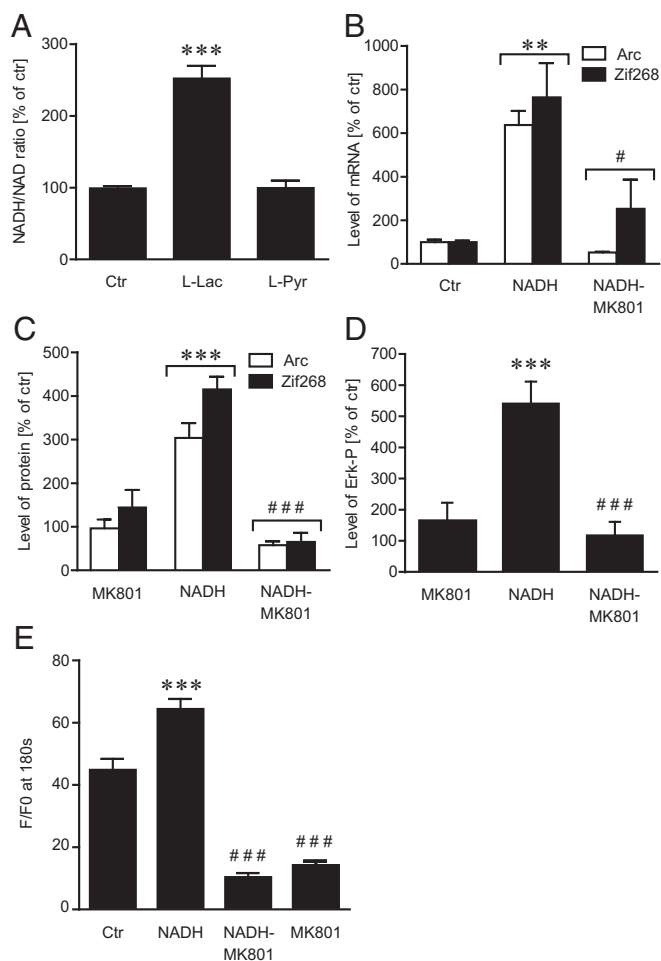 A
NADH/NAD ratio [% of ctr]
300
200
100
0
***
Ctr
L-Lac
L-Pyr
B
Level of mRNA [% of ctr]
1000
800
600
400
200
0
**
#
Arc
Zif268
Ctr
NADH
NADH-
MK801
C
Level of protein [% of ctr]
500
400
300
200
100
0
***
# # #
Arc
Zif268
MK801
NADH
NADH-
MK801
D
Level of Erk-P [% of ctr]
700
600
500
400
300
200
100
0
***
# # #
MK801
NADH
NADH-
MK801
E
F/F0 at 180s
80
60
40
20
0
***
# # #
# # #
Ctr
NADH
NADH-
MK801
MK801